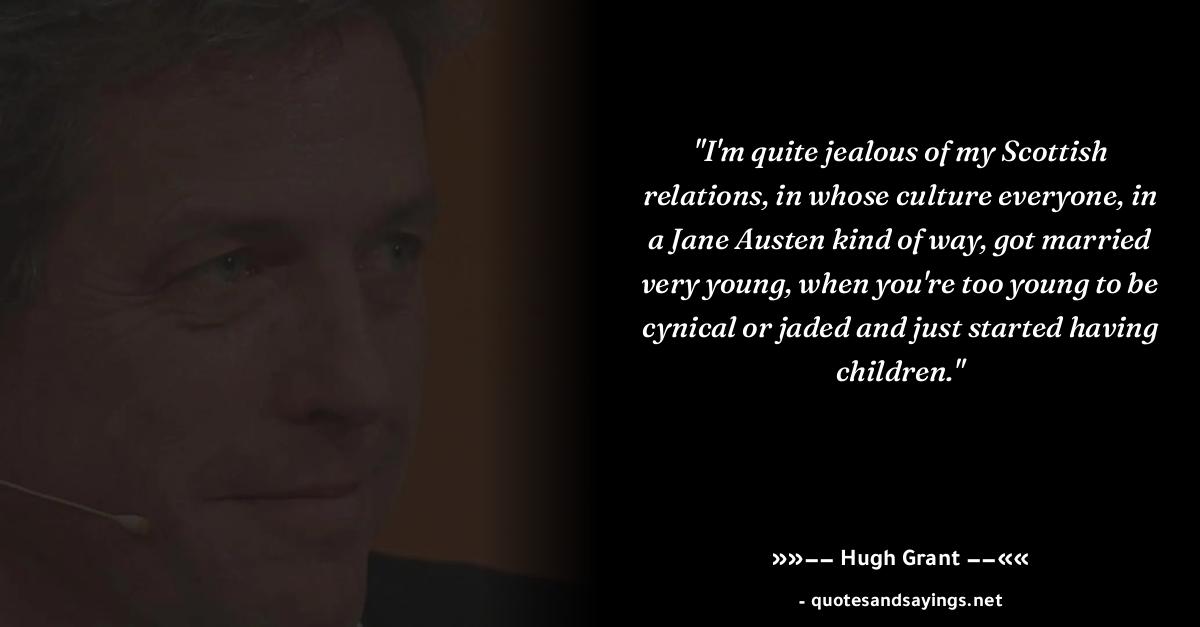 "I'm quite jealous of my Scottish
relations, in whose culture everyone, in
a Jane Austen kind of way, got married
very young, when you're too young to be
cynical or jaded and just started having
children."
»»−− Hugh Grant −−««
- quotesandsayings.net